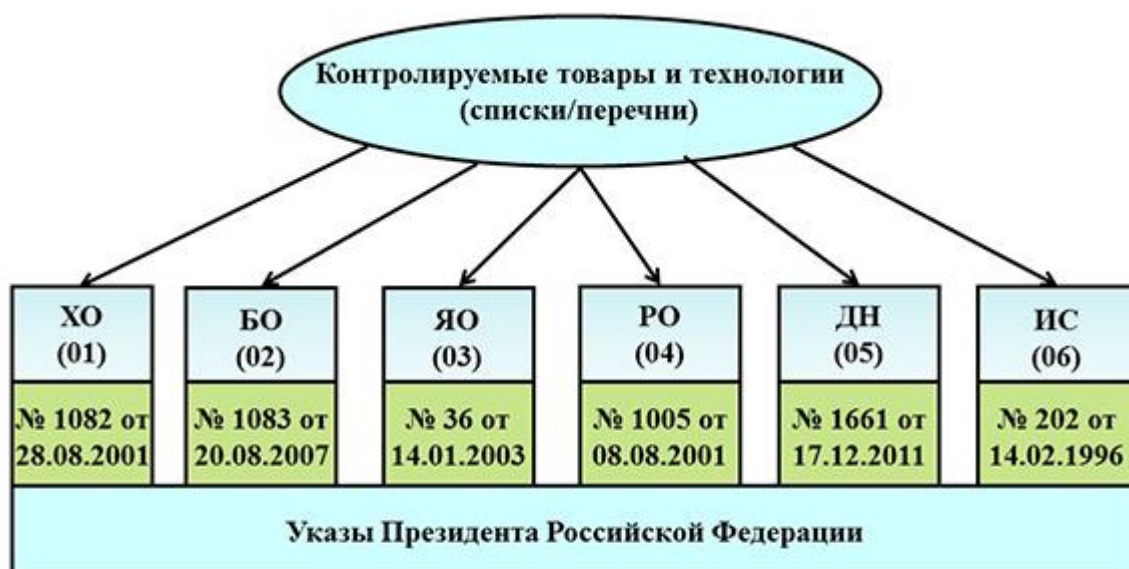 Контролируемые товары и технологии
(списки/перечни)
ХО
(01)
№ 1082 от
28.08.2001
БО
(02)
№ 1083 от
20.08.2007
ЯО
(03)
№ 36 от
14.01.2003
РО
(04)
№ 1005 от
08.08.2001
ДН
(05)
№ 1661 от
17.12.2011
ИС
(06)
№ 202 от
14.02.1996
Указы Президента Российской Федерации